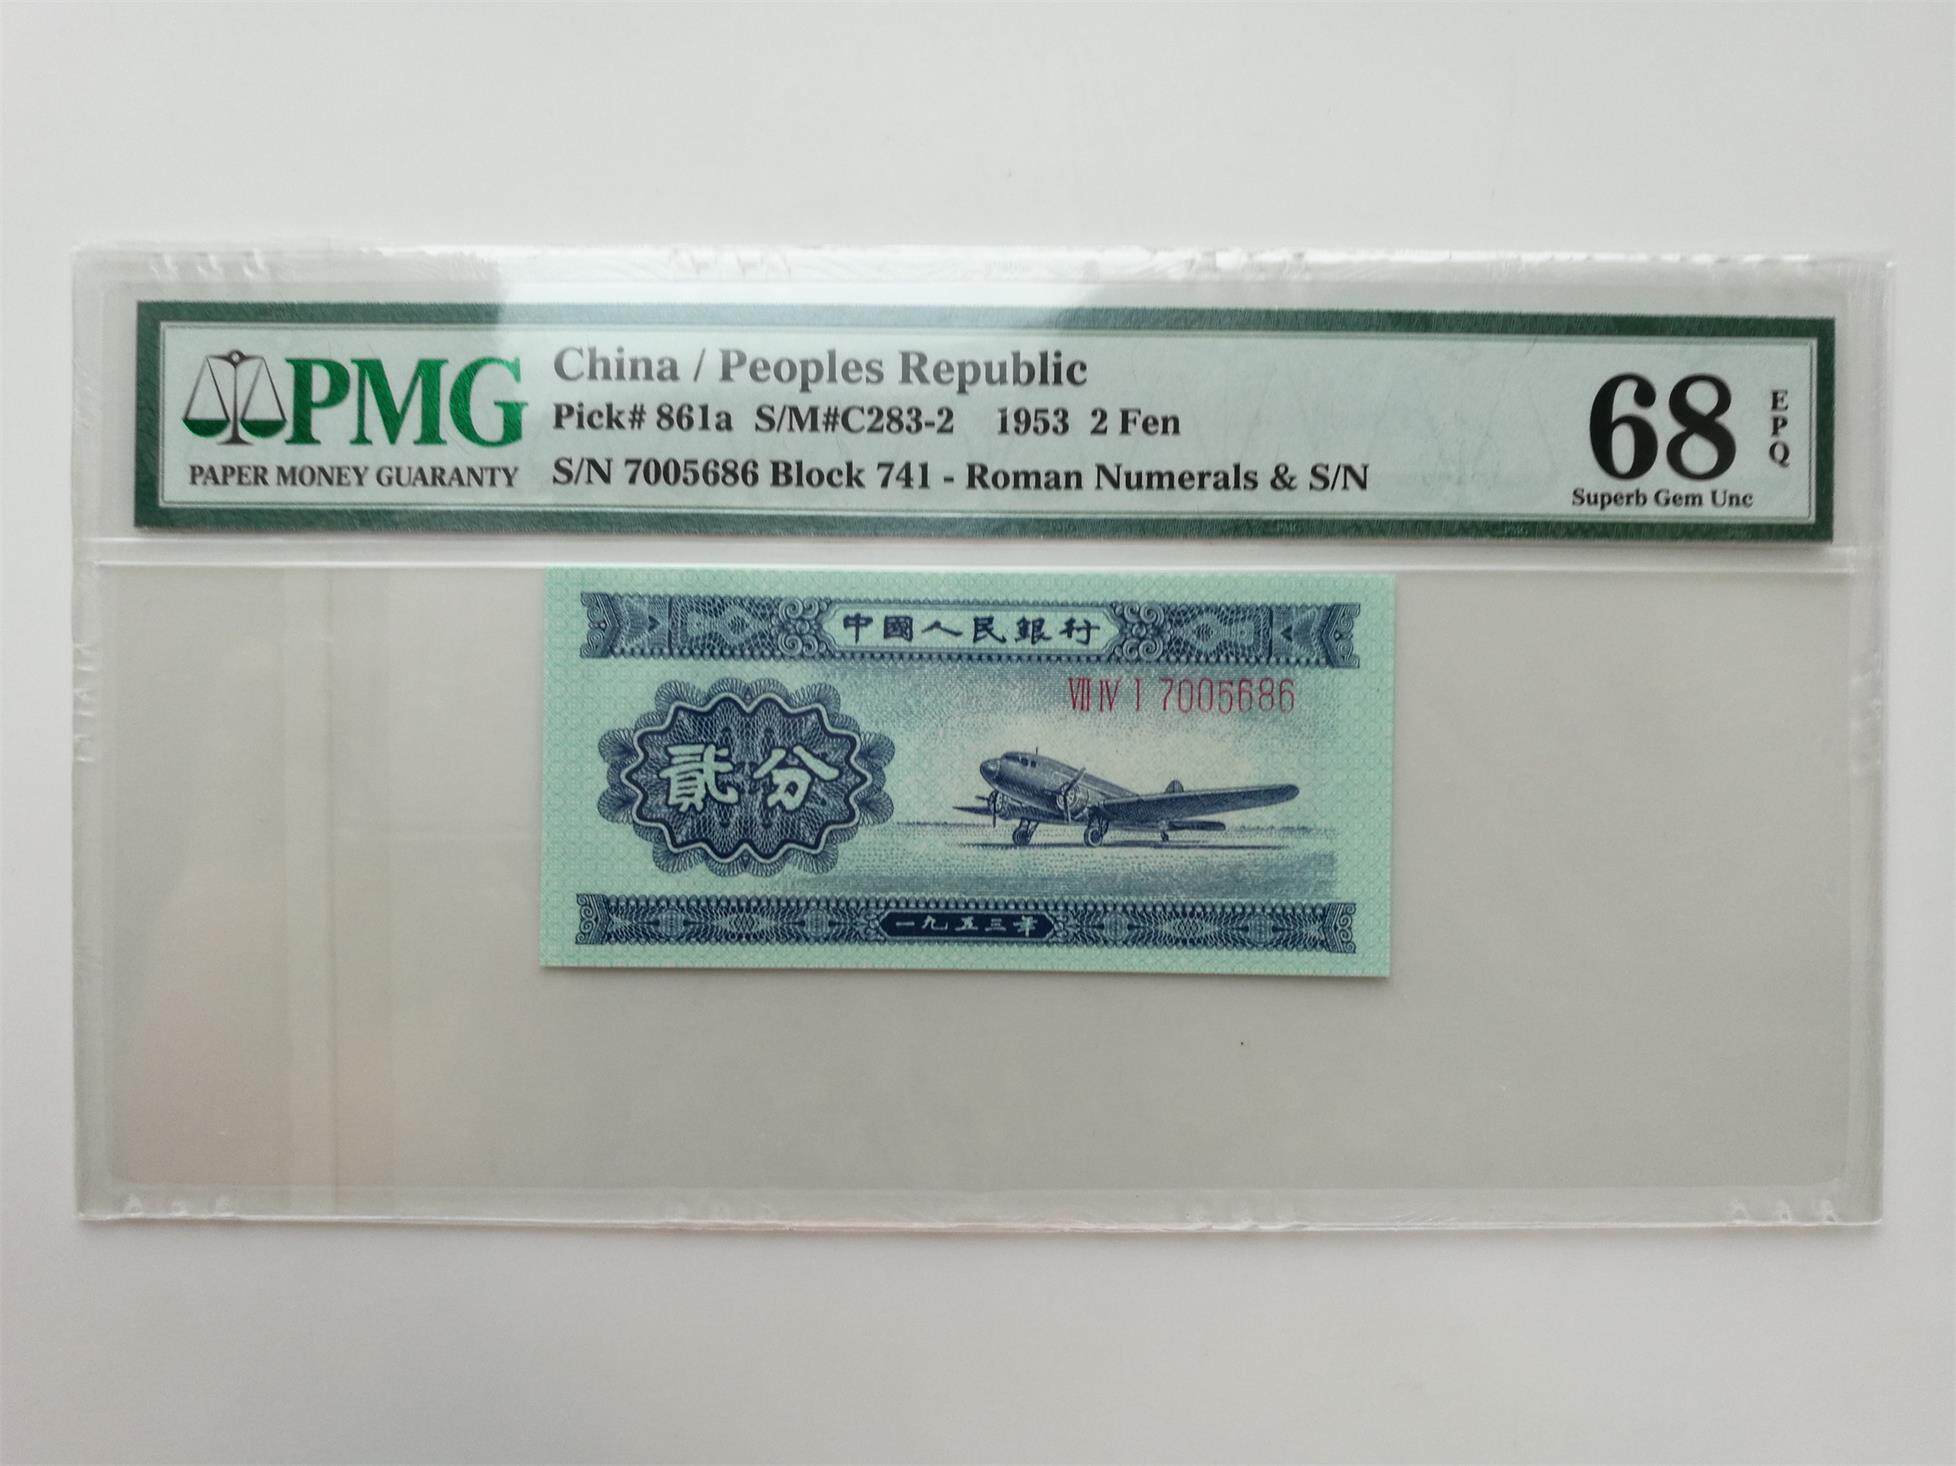 PMG
PAPER MONEY GUARANTY
China / Peoples Republic
Pick# 861a S/M#C283-2 1953 2 Fen
S/N 7005686 Block 741 - Roman Numerals & S/N
68
EPQ
Superb Gem Unc
中國人民銀行
VII IV I 7005686
貳分
一九五三年